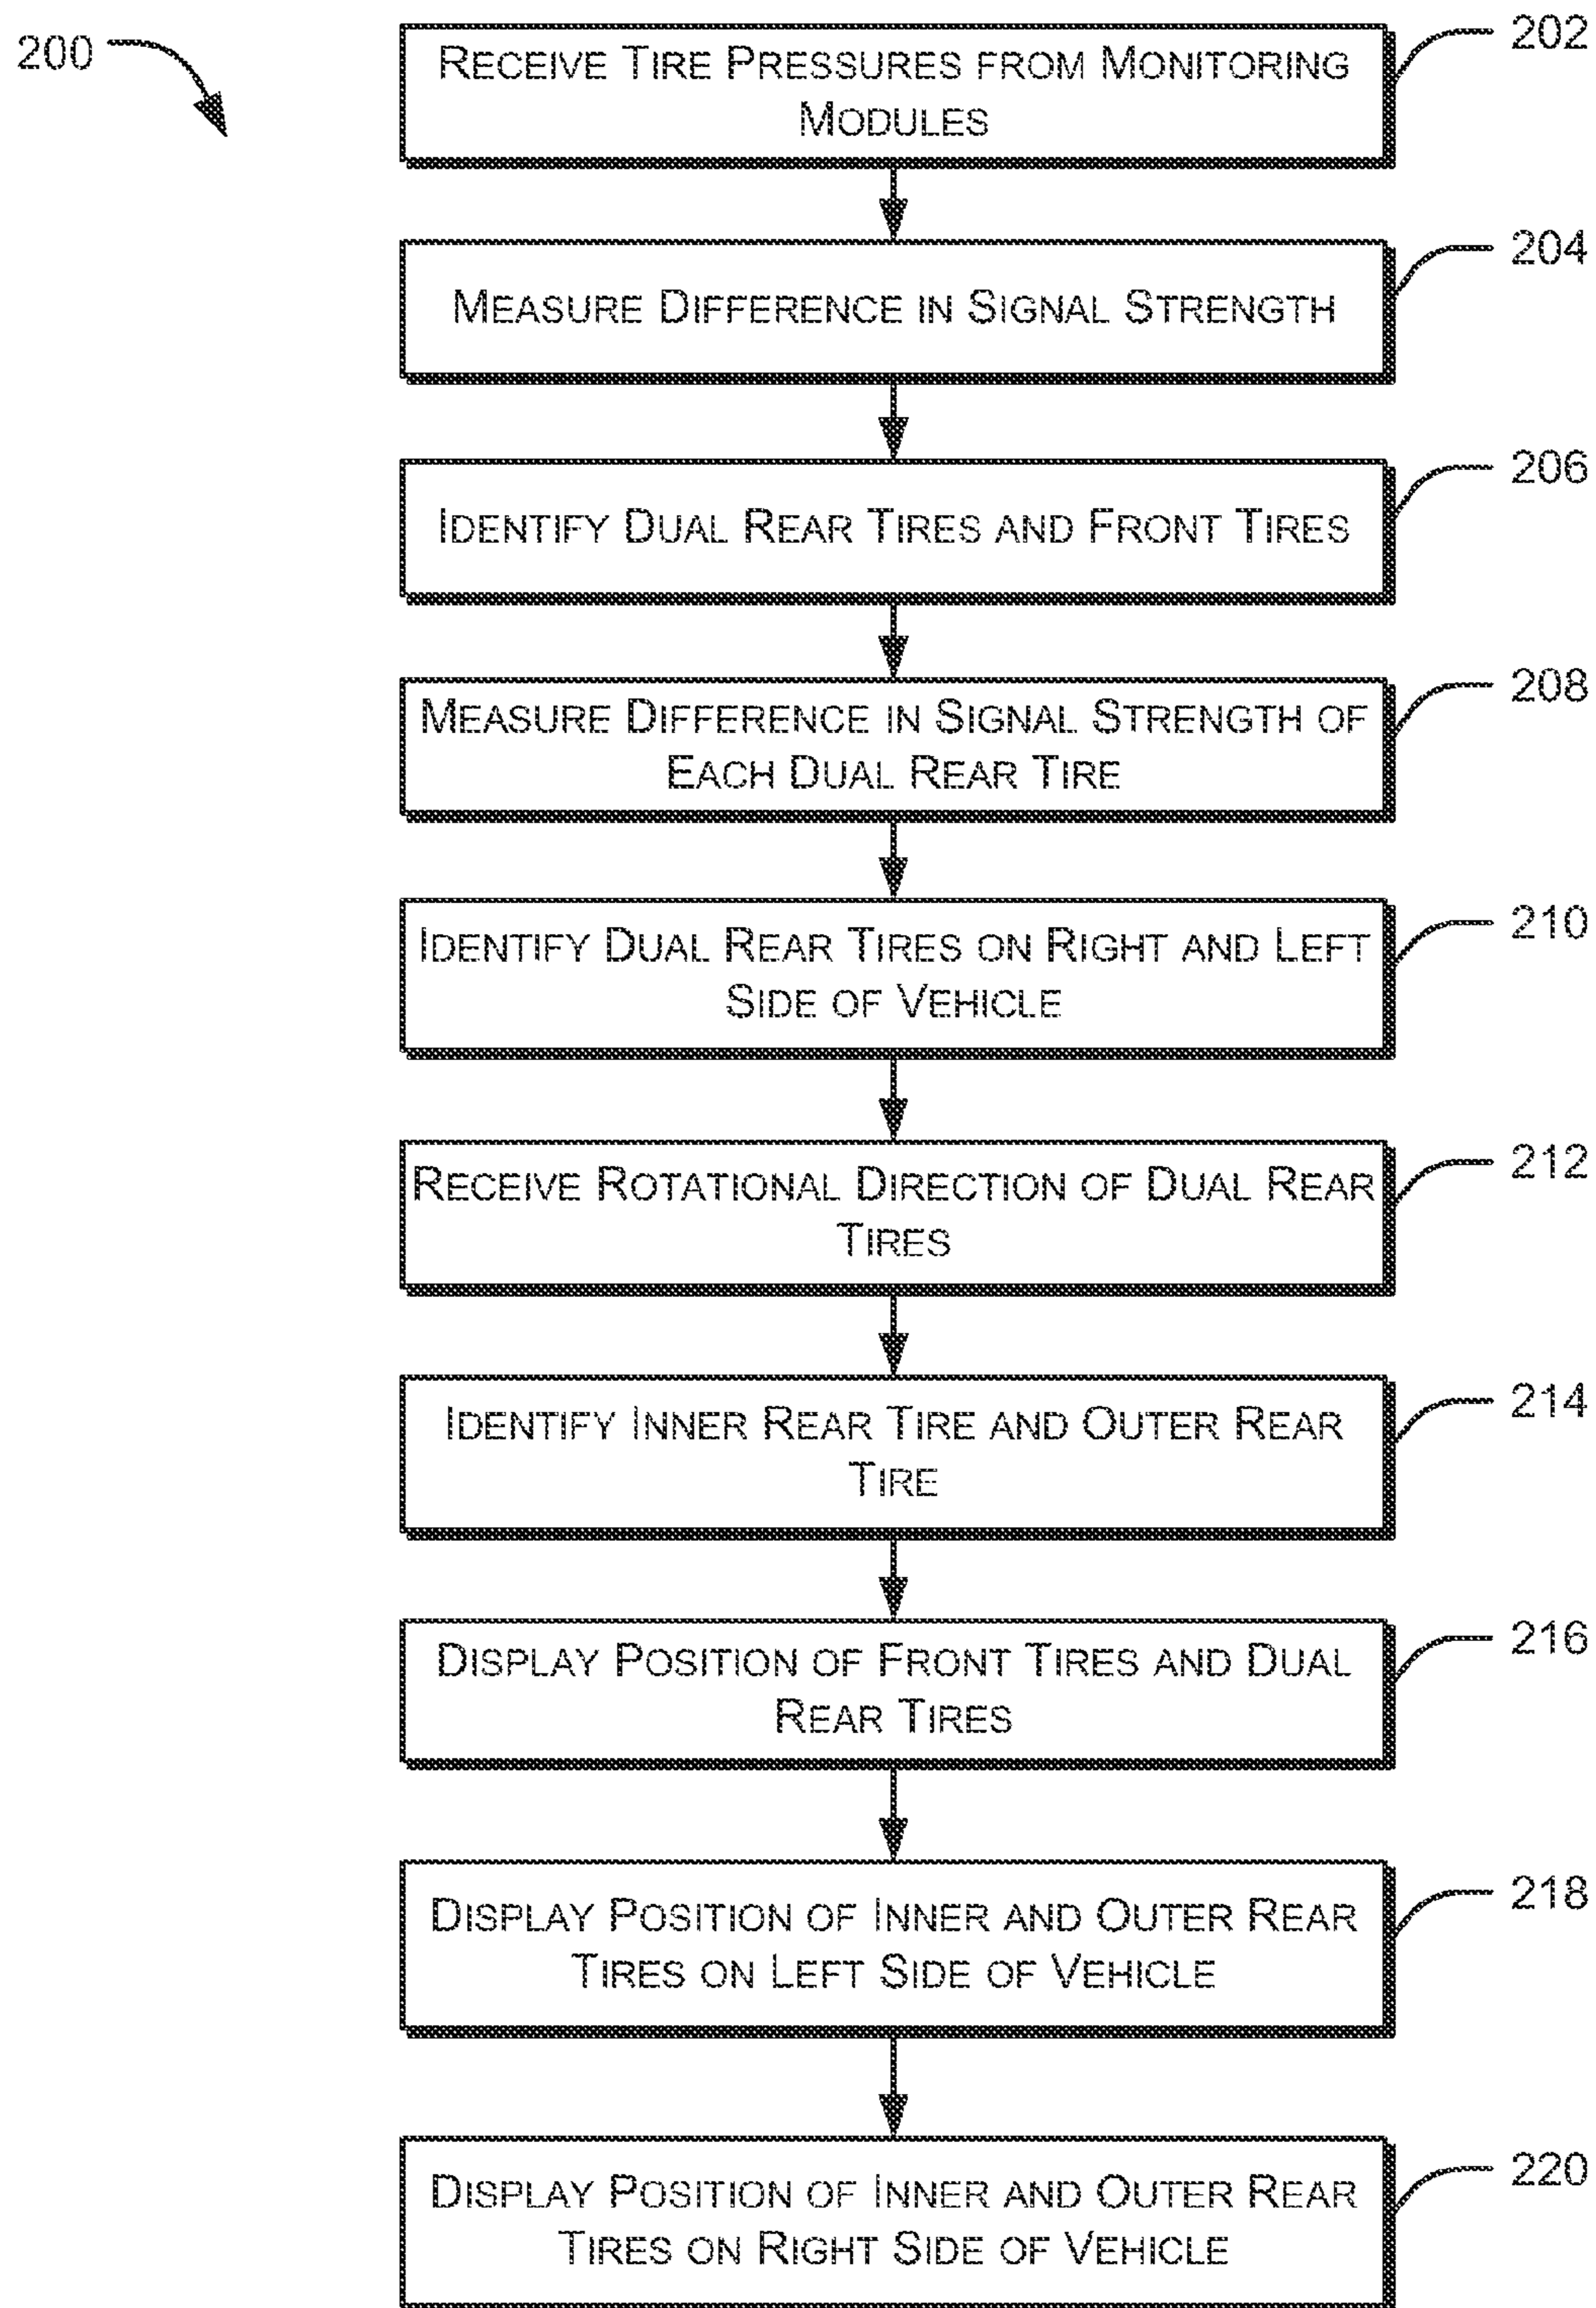 200
202
RECEIVE TIRE PRESSURES FROM MONITORING
MODULES
204
MEASURE DIFFERENCE IN SIGNAL STRENGTH
206
IDENTIFY DUAL REAR TIRES AND FRONT TIRES
208
MEASURE DIFFERENCE IN SIGNAL STRENGTH OF
EACH DUAL REAR TIRE
210
IDENTIFY DUAL REAR TIRES ON RIGHT AND LEFT
SIDE OF VEHICLE
212
RECEIVE ROTATIONAL DIRECTION OF DUAL REAR
TIRES
214
IDENTIFY INNER REAR TIRE AND OUTER REAR
TIRE
216
DISPLAY POSITION OF FRONT TIRES AND DUAL
REAR TIRES
218
DISPLAY POSITION OF INNER AND OUTER REAR
TIRES ON LEFT SIDE OF VEHICLE
220
DISPLAY POSITION OF INNER AND OUTER REAR
TIRES ON RIGHT SIDE OF VEHICLE